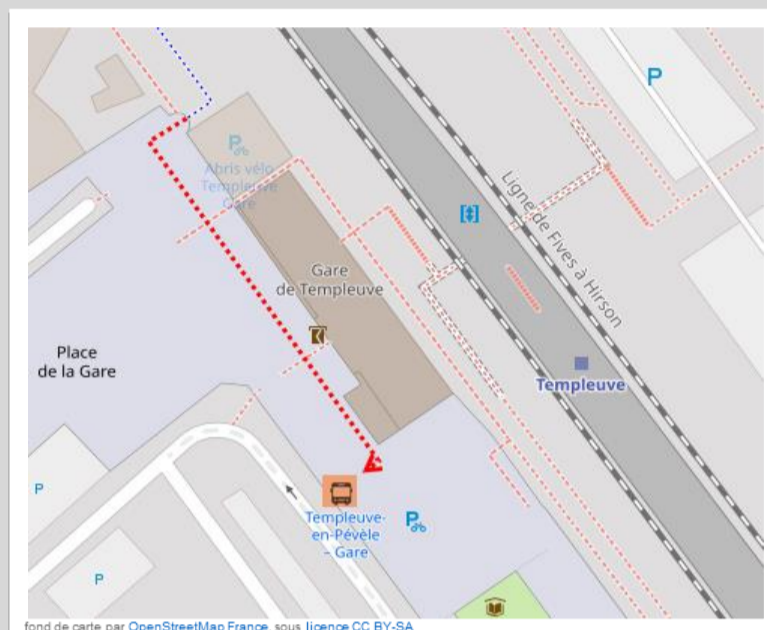 P
Abris vélo
Templeuve
Gare
Ligne de Fives à Hirson
Gare
de Templeuve
Place
de la Gare
Templeuve
P
Templeuve-
en-Pévèle
- Gare
P
P
fond de carte par OpenStreetMap France, sous licence CC BY-SA